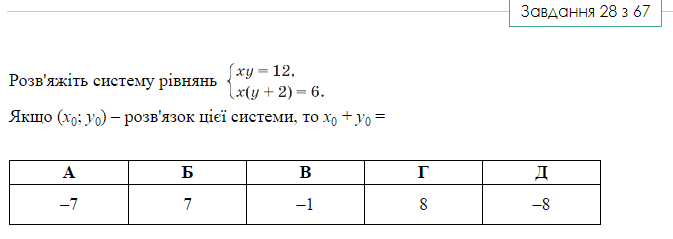 Завдання 28 з 67
Розв'яжіть систему рівнянь { xy = 12,
x(y + 2) = 6.
Якщо (x₀; y₀) – розв'язок цієї системи, то x₀ + y₀ =
А Б В Г Д
–7 7 –1 8 –8